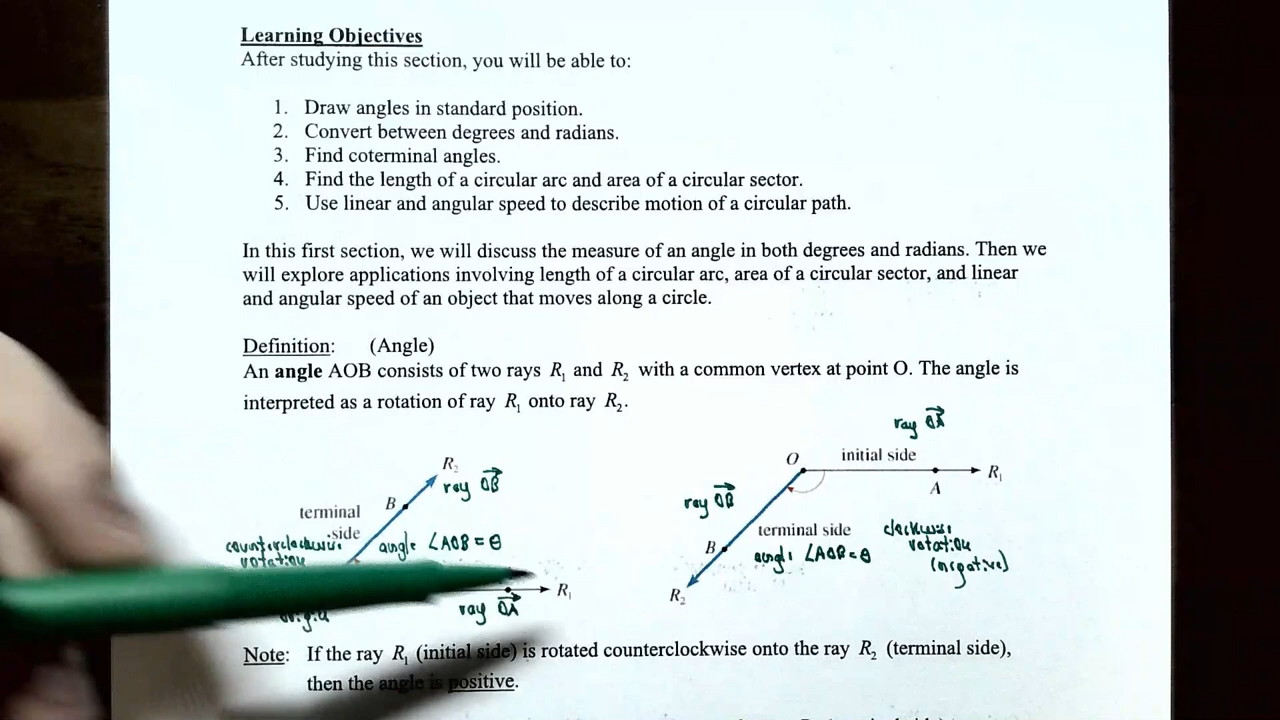 Learning Objectives
After studying this section, you will be able to:
1. Draw angles in standard position.
2. Convert between degrees and radians.
3. Find coterminal angles.
4. Find the length of a circular arc and area of a circular sector.
5. Use linear and angular speed to describe motion of a circular path.
In this first section, we will discuss the measure of an angle in both degrees and radians. Then we
will explore applications involving length of a circular arc, area of a circular sector, and linear
and angular speed of an object that moves along a circle.
Definition: (Angle)
An angle AOB consists of two rays R₁ and R₂ with a common vertex at point O. The angle is
interpreted as a rotation of ray R₁ onto ray R₂.
R₂
ray OB
B
terminal
side
counterclockwise
rotation
angle ∠AOB = θ
origin
R₁
ray OA
ray OA
O
initial side
R₁
A
ray OB
terminal side
B
angle ∠AOB = θ
R₂
clockwise
rotation
(negative)
Note: If the ray R₁ (initial side) is rotated counterclockwise onto the ray R₂ (terminal side),
then the angle is positive.